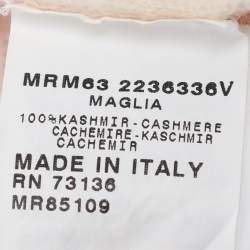 MRM63 2236336V
MAGLIA
100%KASHMIR-CASHMERE
CACHEMIRE-KASCHMIR
CACHEMIR
MADE IN ITALY
RN 73136
MR85109